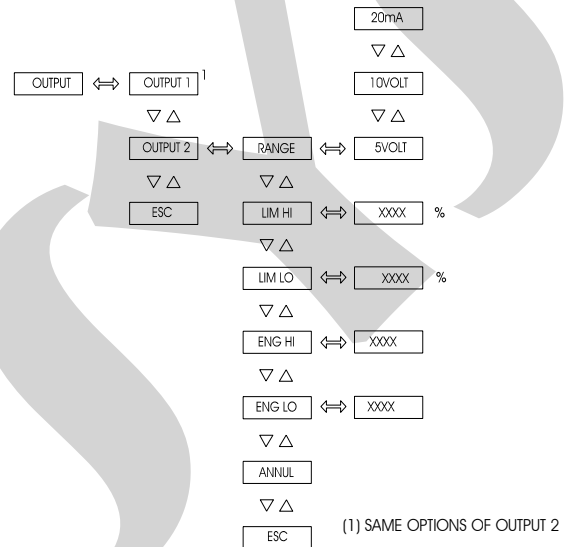 20mA
10VOLT
OUTPUT OUTPUT 1 1
OUTPUT 2 RANGE 5VOLT
ESC LIM HI XXXX %
LIM LO XXXX %
ENG HI XXXX
ENG LO XXXX
ANNUL
ESC
(1) SAME OPTIONS OF OUTPUT 2